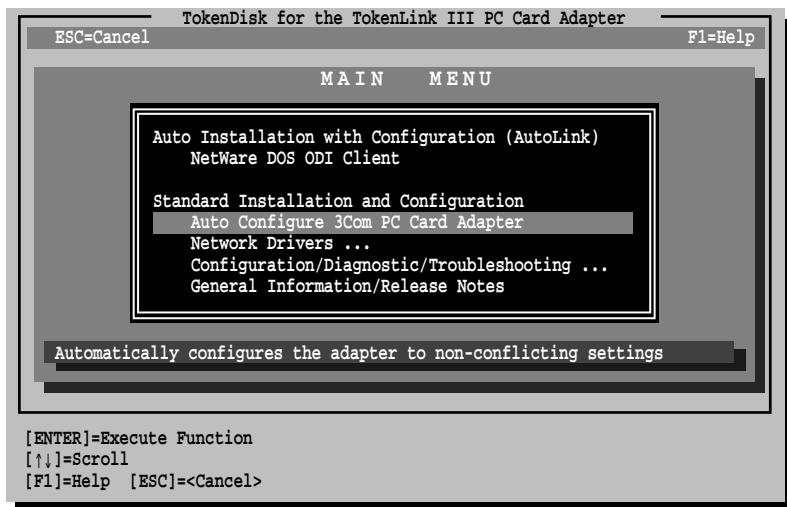 TokenDisk for the TokenLink III PC Card Adapter
ESC=Cancel F1=Help
MAIN MENU
Auto Installation with Configuration (AutoLink)
NetWare DOS ODI Client
Standard Installation and Configuration
Auto Configure 3Com PC Card Adapter
Network Drivers ...
Configuration/Diagnostic/Troubleshooting ...
General Information/Release Notes
Automatically configures the adapter to non-conflicting settings
[ENTER]=Execute Function
[↑↓]=Scroll
[F1]=Help [ESC]=<Cancel>